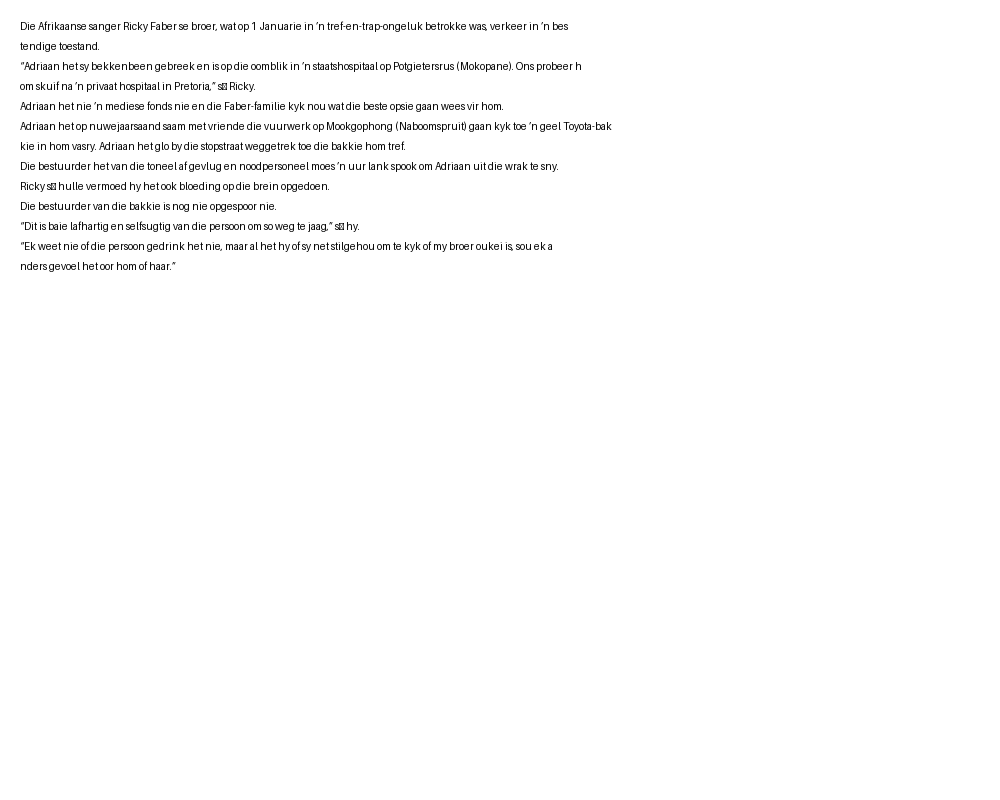 Die Afrikaanse sanger Ricky Faber se broer, wat op 1 Januarie in ’n tref-en-trap-ongeluk betrokke was, verkeer in ’n bes
tendige toestand.
“Adriaan het sy bekkenbeen gebreek en is op die oomblik in ’n staatshospitaal op Potgietersrus (Mokopane). Ons probeer h
om skuif na ’n privaat hospitaal in Pretoria,” s Ricky.
Adriaan het nie ’n mediese fonds nie en die Faber-familie kyk nou wat die beste opsie gaan wees vir hom.
Adriaan het op nuwejaarsaand saam met vriende die vuurwerk op Mookgophong (Naboomspruit) gaan kyk toe ’n geel Toyota-bak
kie in hom vasry. Adriaan het glo by die stopstraat weggetrek toe die bakkie hom tref.
Die bestuurder het van die toneel af gevlug en noodpersoneel moes ’n uur lank spook om Adriaan uit die wrak te sny.
Ricky s hulle vermoed hy het ook bloeding op die brein opgedoen.
Die bestuurder van die bakkie is nog nie opgespoor nie.
“Dit is baie lafhartig en selfsugtig van die persoon om so weg te jaag,” s hy.
“Ek weet nie of die persoon gedrink het nie, maar al het hy of sy net stilgehou om te kyk of my broer oukei is, sou ek a
nders gevoel het oor hom of haar.”